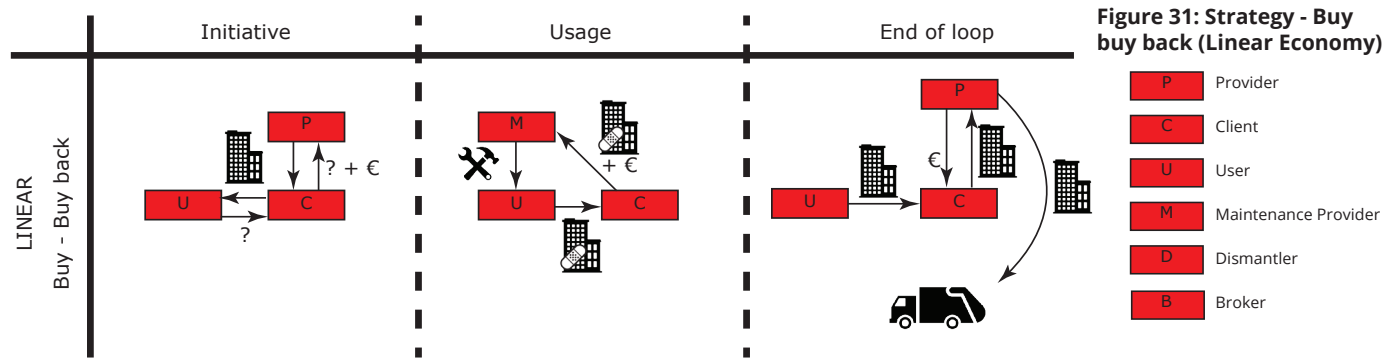 Initiative
Usage
End of loop
LINEAR
Buy - Buy back
P
? + €
U
C
?
M
+ €
U
C
P
€
U
C
Figure 31: Strategy - Buy
buy back (Linear Economy)
P Provider
C Client
U User
M Maintenance Provider
D Dismantler
B Broker